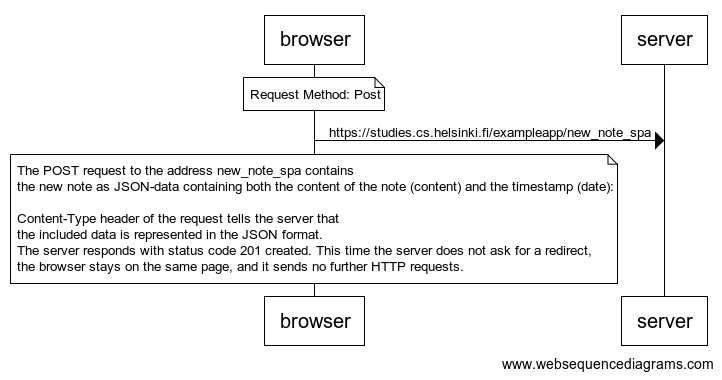 browser
server
Request Method: Post
https://studies.cs.helsinki.fi/exampleapp/new_note_spa
The POST request to the address new_note_spa contains
the new note as JSON-data containing both the content of the note (content) and the timestamp (date):
Content-Type header of the request tells the server that
the included data is represented in the JSON format.
The server responds with status code 201 created. This time the server does not ask for a redirect,
the browser stays on the same page, and it sends no further HTTP requests.
browser
server
www.websequencediagrams.com